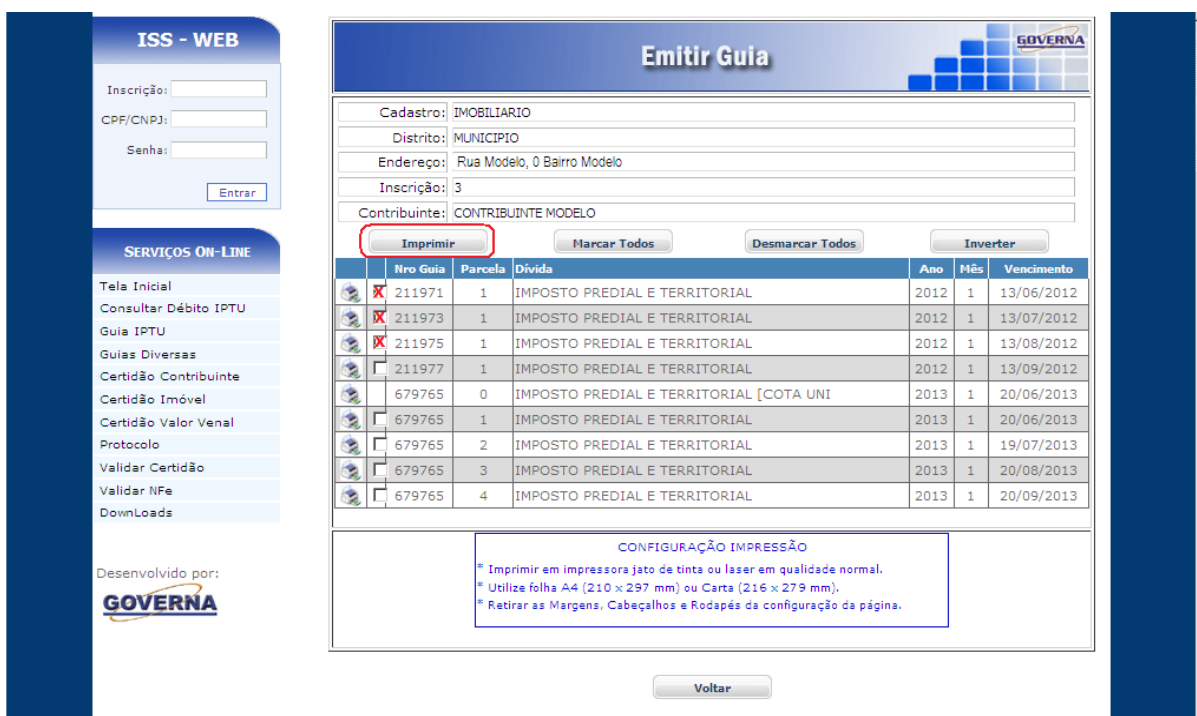 ISS - WEB
Inscrição:
CPF/CNPJ:
Senha:
Entrar
SERVIÇOS ON-LINE
Tela Inicial
Consultar Débito IPTU
Guia IPTU
Guias Diversas
Certidão Contribuinte
Certidão Imóvel
Certidão Valor Venal
Protocolo
Validar Certidão
Validar NFe
DownLoads
Desenvolvido por:
GOVERNA
Emitir Guia
GOVERNA
Cadastro: IMOBILIARIO
Distrito: MUNICIPIO
Endereço: Rua Modelo, 0 Bairro Modelo
Inscrição: 3
Contribuinte: CONTRIBUINTE MODELO
Imprimir Marcar Todos Desmarcar Todos Inverter
Nro Guia Parcela Dívida Ano Mês Vencimento
211971 1 IMPOSTO PREDIAL E TERRITORIAL 2012 1 13/06/2012
211973 1 IMPOSTO PREDIAL E TERRITORIAL 2012 1 13/07/2012
211975 1 IMPOSTO PREDIAL E TERRITORIAL 2012 1 13/08/2012
211977 1 IMPOSTO PREDIAL E TERRITORIAL 2012 1 13/09/2012
679765 0 IMPOSTO PREDIAL E TERRITORIAL [COTA UNI 2013 1 20/06/2013
679765 1 IMPOSTO PREDIAL E TERRITORIAL 2013 1 20/06/2013
679765 2 IMPOSTO PREDIAL E TERRITORIAL 2013 1 19/07/2013
679765 3 IMPOSTO PREDIAL E TERRITORIAL 2013 1 20/08/2013
679765 4 IMPOSTO PREDIAL E TERRITORIAL 2013 1 20/09/2013
CONFIGURAÇÃO IMPRESSÃO
* Imprimir em impressora jato de tinta ou laser em qualidade normal.
* Utilize folha A4 (210 x 297 mm) ou Carta (216 x 279 mm).
* Retirar as Margens, Cabeçalhos e Rodapés da configuração da página.
Voltar